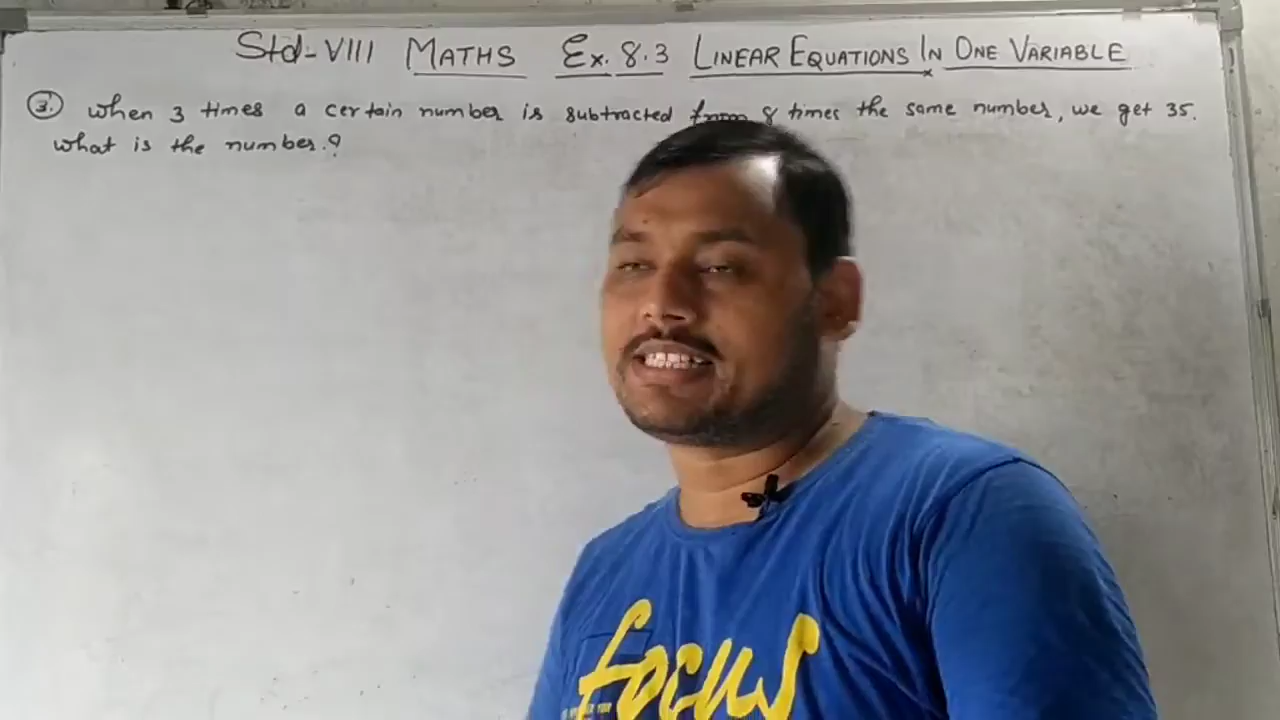 Std-VIII MATHS Ex. 8.3 LINEAR EQUATIONS IN ONE VARIABLE
3. When 3 times a certain number is subtracted from 8 times the same number, we get 35.
what is the number.?
focus